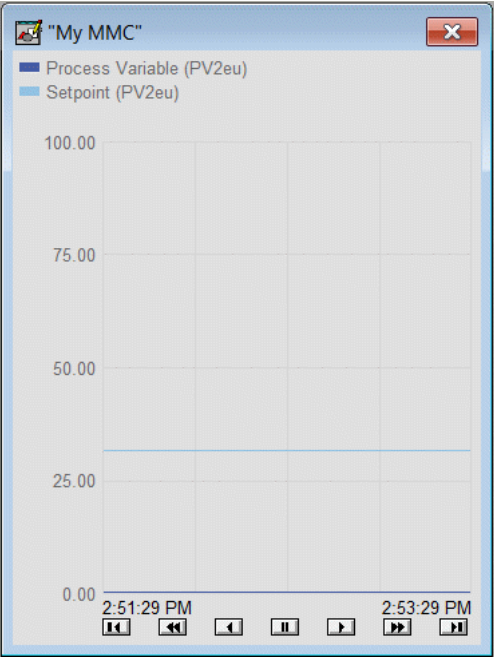 "My MMC"
Process Variable (PV2eu)
Setpoint (PV2eu)
100.00
75.00
50.00
25.00
0.00
2:51:29 PM 2:53:29 PM